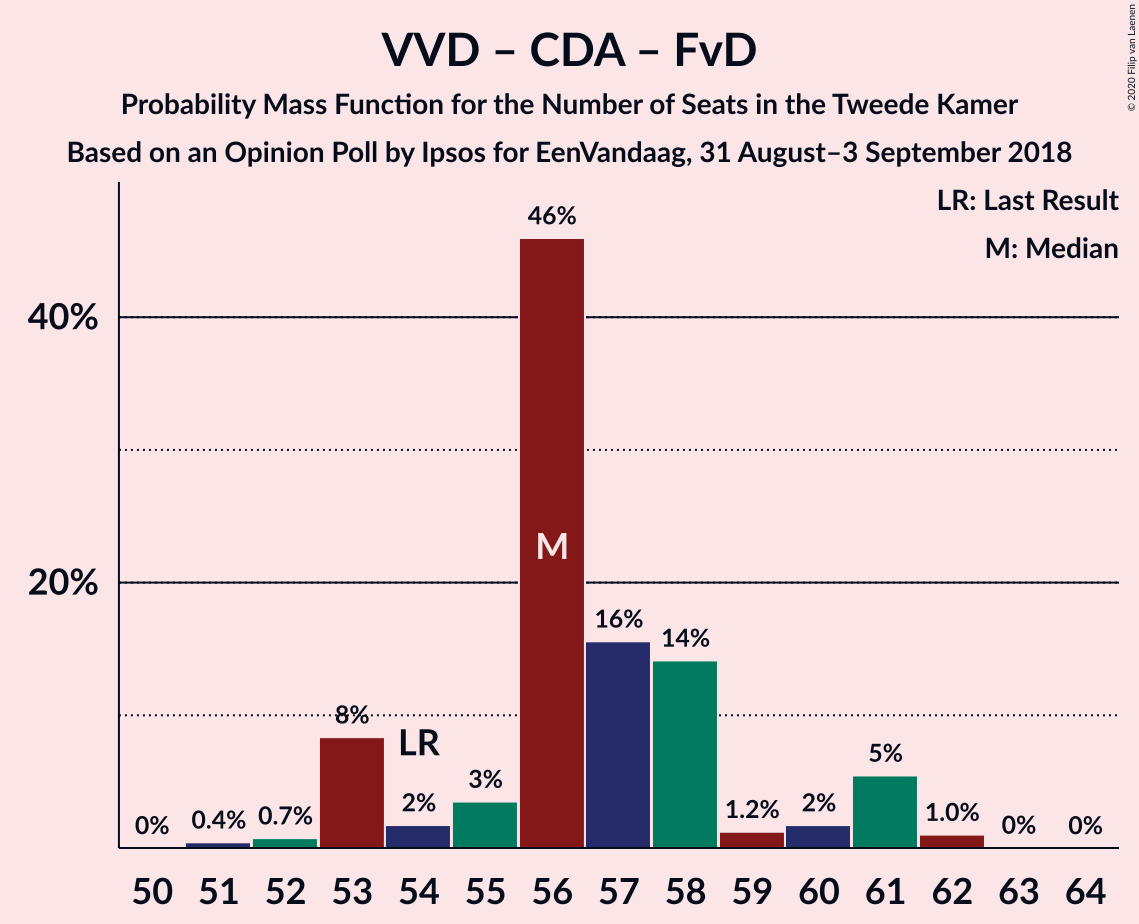 VVD – CDA – FvD
Probability Mass Function for the Number of Seats in the Tweede Kamer
Based on an Opinion Poll by Ipsos for EenVandaag, 31 August–3 September 2018
© 2020 Filip van Laenen
LR: Last Result
M: Median
40%
20%
0%
0.4%
0.7%
8%
LR
2%
3%
46%
M
16%
14%
1.2%
2%
5%
1.0%
0%
0%
50 51 52 53 54 55 56 57 58 59 60 61 62 63 64